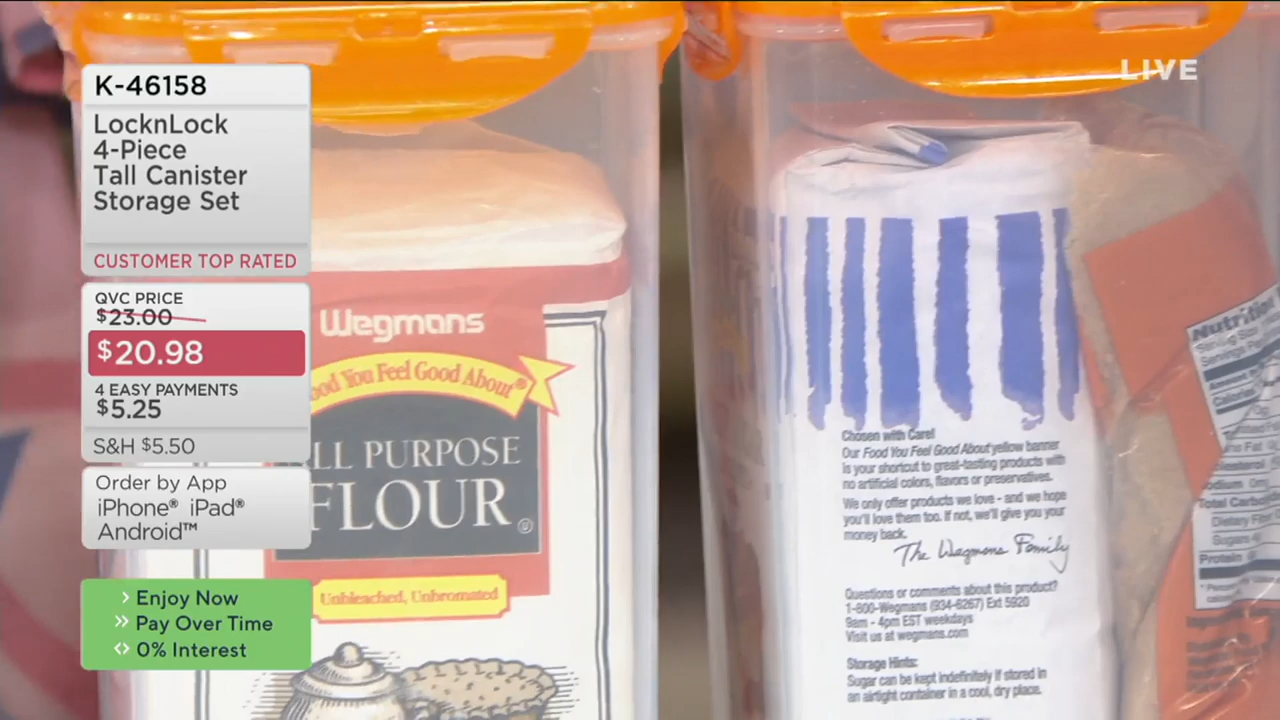 LIVE
K-46158
LocknLock
4-Piece
Tall Canister
Storage Set
CUSTOMER TOP RATED
QVC PRICE
$23.00
$20.98
4 EASY PAYMENTS
$5.25
S&H $5.50
Order by App
iPhone® iPad®
Android™
> Enjoy Now
>> Pay Over Time
<> 0% Interest
Wegmans
You Feel Good About®
PURPOSE
FLOUR®
Unbleached, Unbromated
Chosen with Care!
Our Food You Feel Good About yellow banner
is your shortcut to great-tasting products with
no artificial colors, flavors or preservatives.
We only offer products we love - and we hope
you'll love them too. If not, we'll give you your
money back.
The Wegmans Family
Questions or comments about this product?
1-800-Wegmans (934-6267) Ext 5920
9am - 4pm EST weekdays
Visit us at wegmans.com
Storage Hints:
Sugar can be kept indefinitely if stored in
an airtight container in a cool, dry place.
Nutrition
Protein